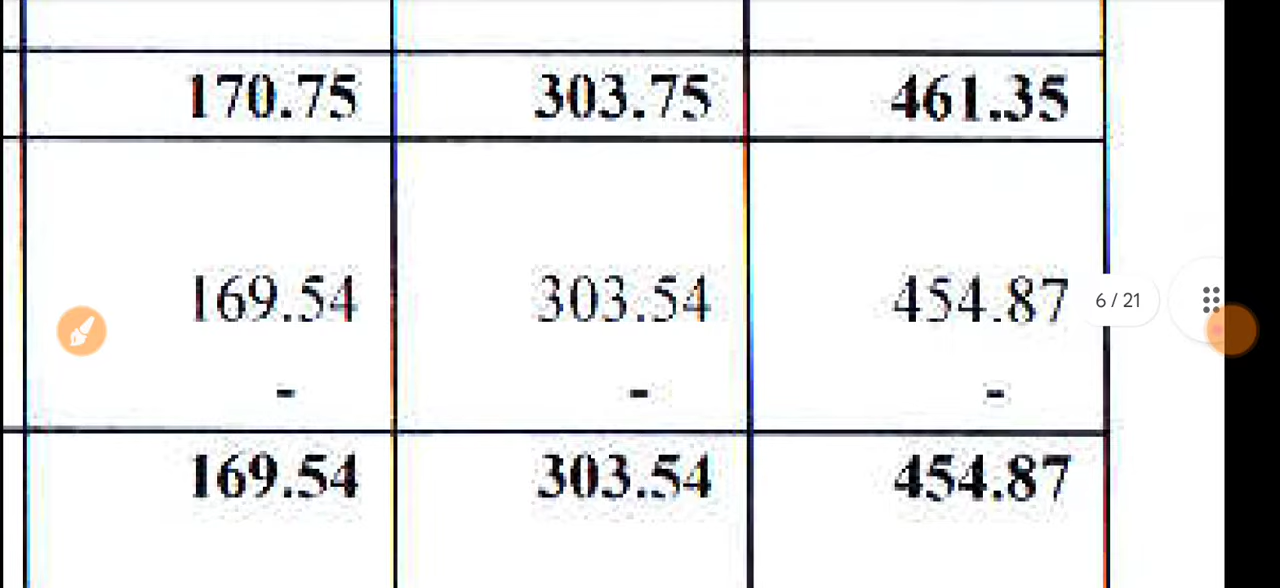 170.75 303.75 461.35
169.54 303.54 454.87 6 / 21
- - -
169.54 303.54 454.87